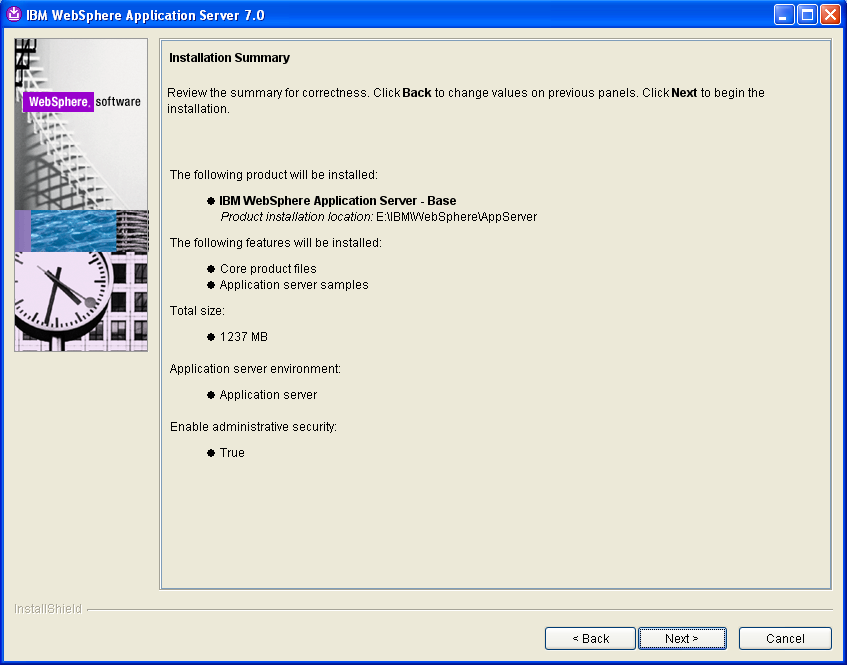 IBM WebSphere Application Server 7.0
WebSphere. software
Installation Summary
Review the summary for correctness. Click Back to change values on previous panels. Click Next to begin the
installation.
The following product will be installed:
IBM WebSphere Application Server - Base
Product installation location: E:\IBM\WebSphere\AppServer
The following features will be installed:
Core product files
Application server samples
Total size:
1237 MB
Application server environment:
Application server
Enable administrative security:
True
InstallShield
< Back
Next >
Cancel